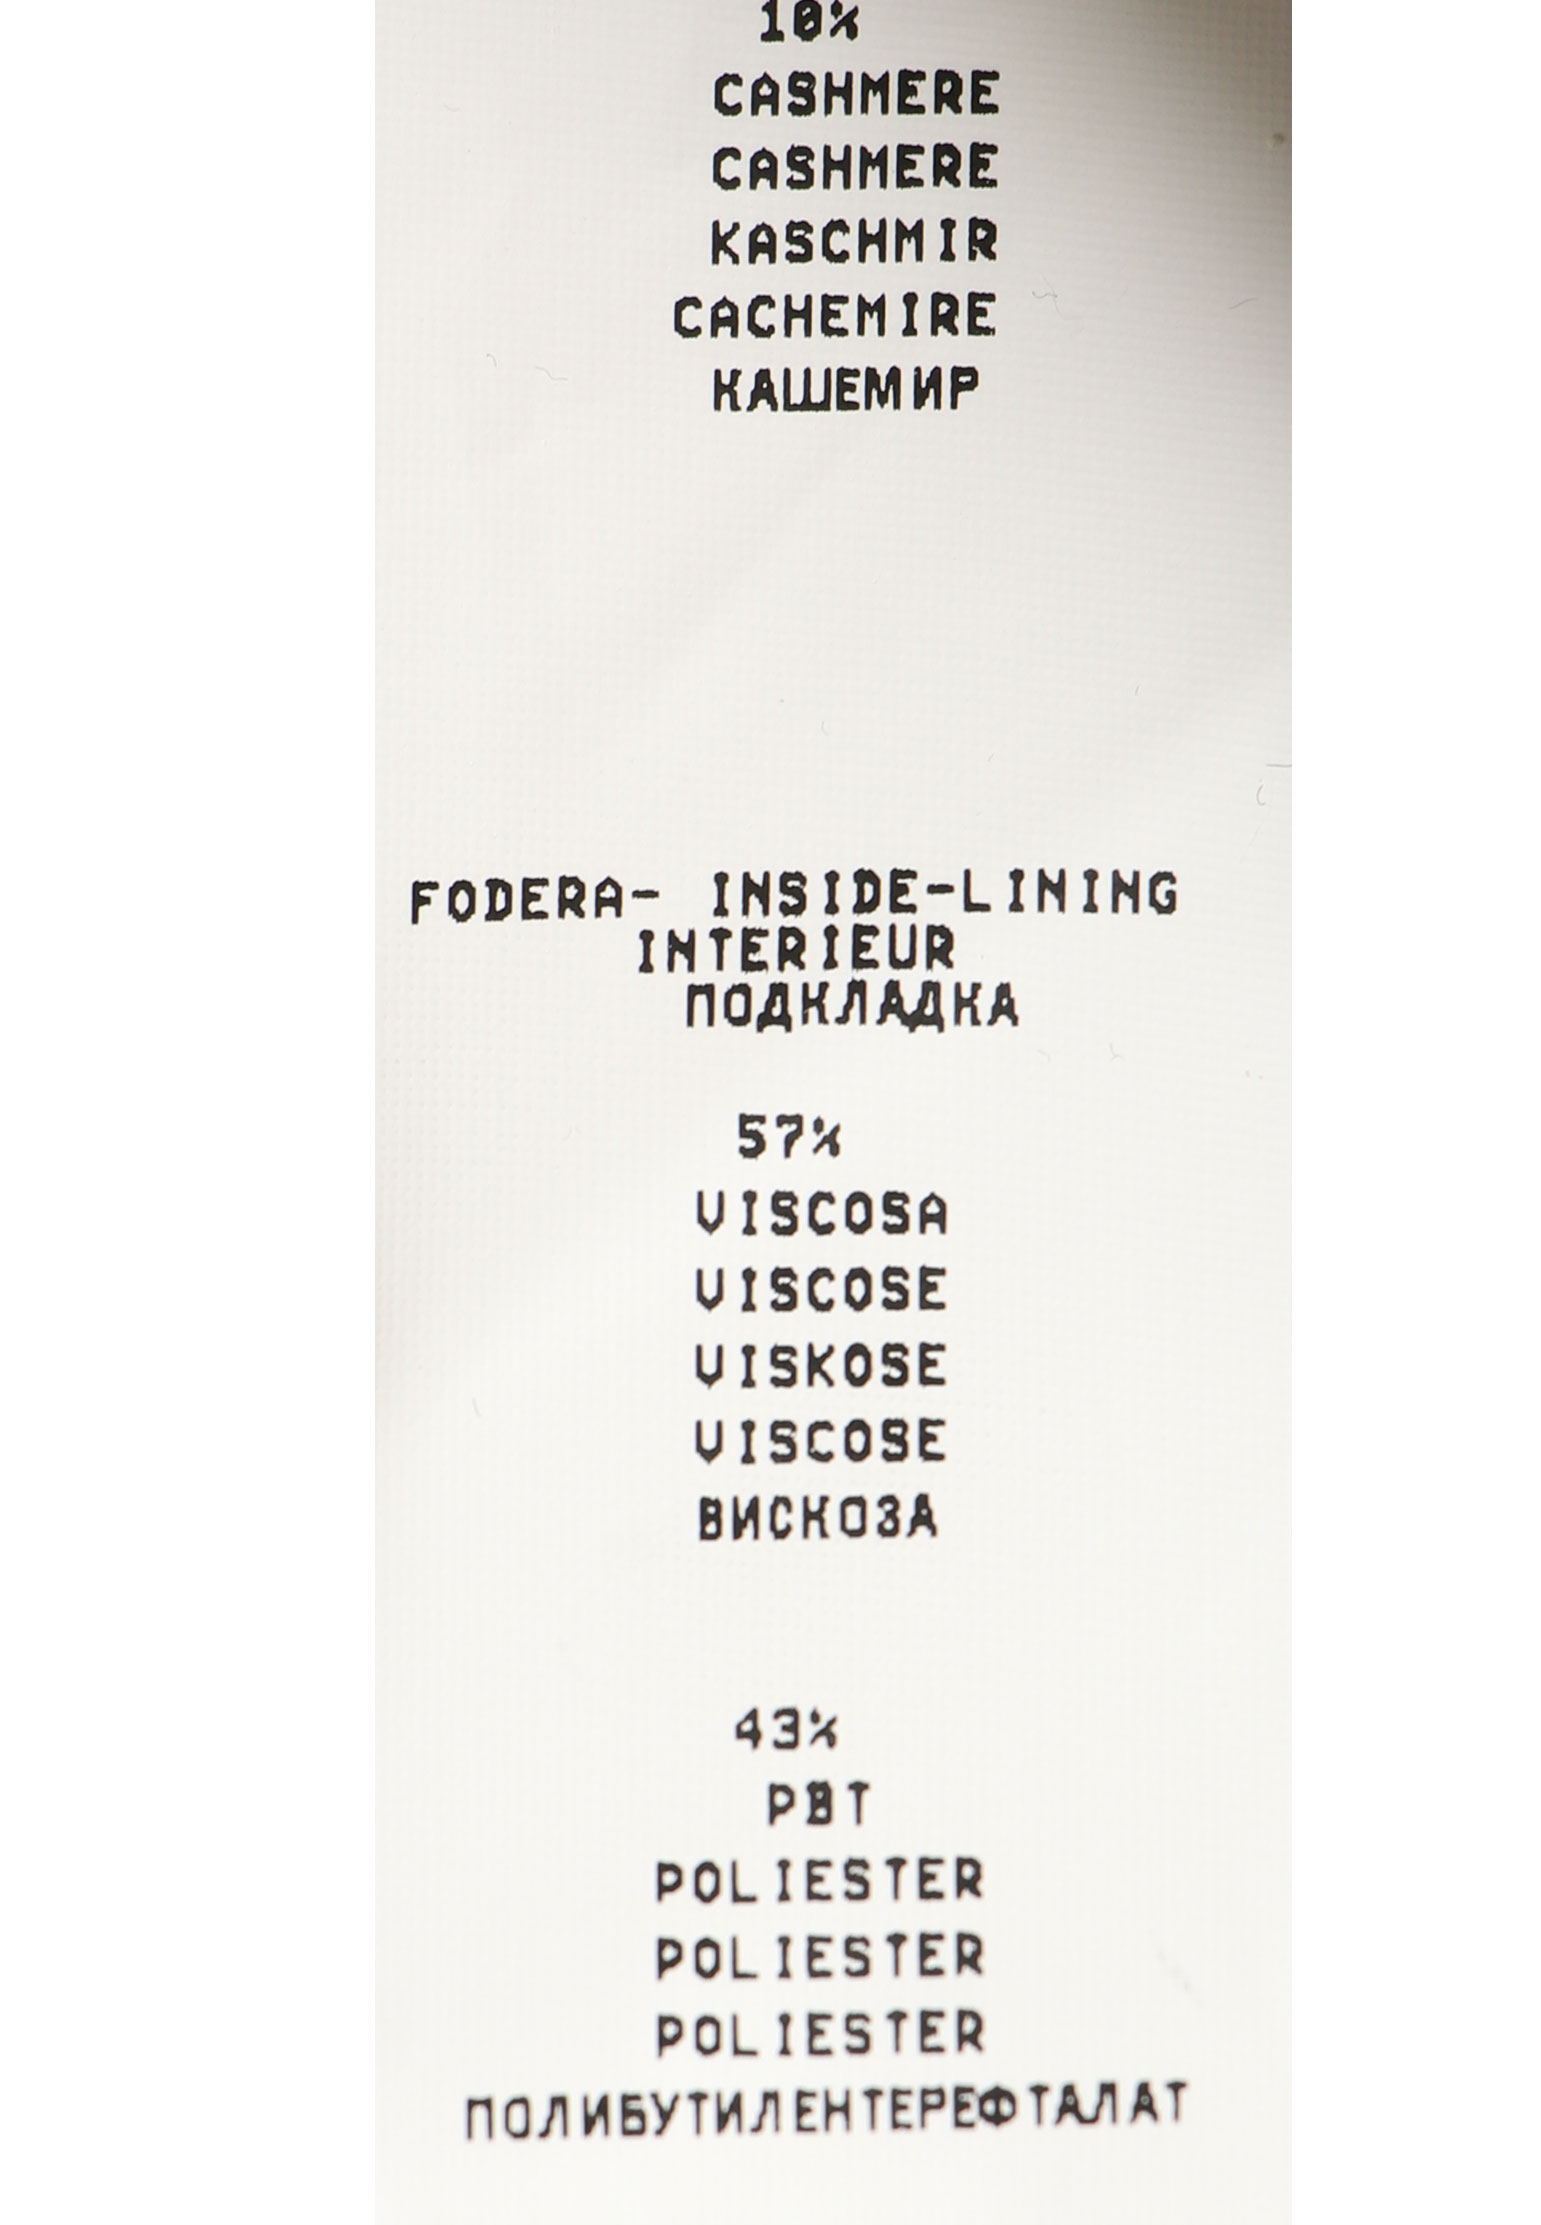 10%
CASHMERE
CASHMERE
KASCHMIR
CACHEMIRE
КАШЕМИР
FODERA- INSIDE-LINING
INTERIEUR
ПОДКЛАДКА
57%
VISCOSA
VISCOSE
VISKOSE
VISCOSE
ВИСКОЗА
43%
PBT
POLIESTER
POLIESTER
POLIESTER
ПОЛИБУТИЛЕНТЕРЕФТАЛАТ